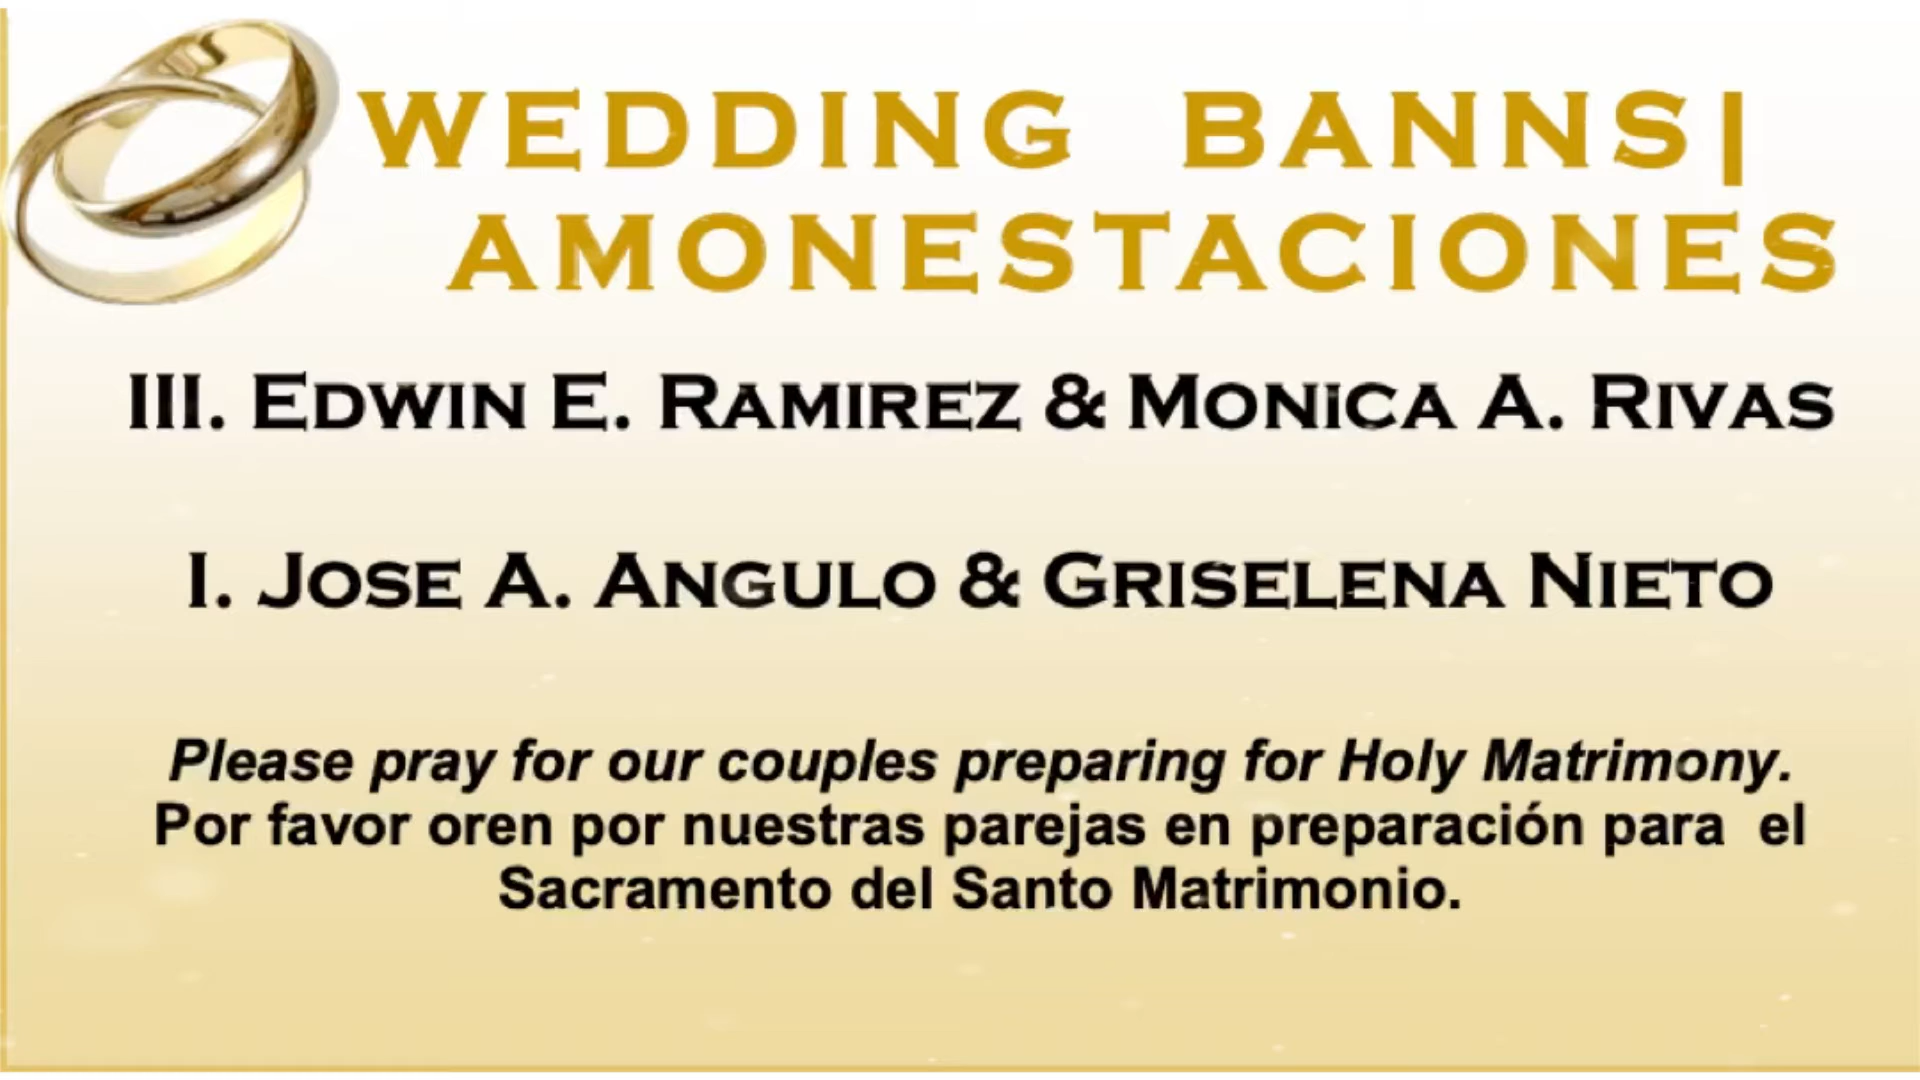 WEDDING BANNS|
AMONESTACIONES
III. EDWIN E. RAMIREZ & MONICA A. RIVAS
I. JOSE A. ANGULO & GRISELENA NIETO
Please pray for our couples preparing for Holy Matrimony.
Por favor oren por nuestras parejas en preparación para el
Sacramento del Santo Matrimonio.